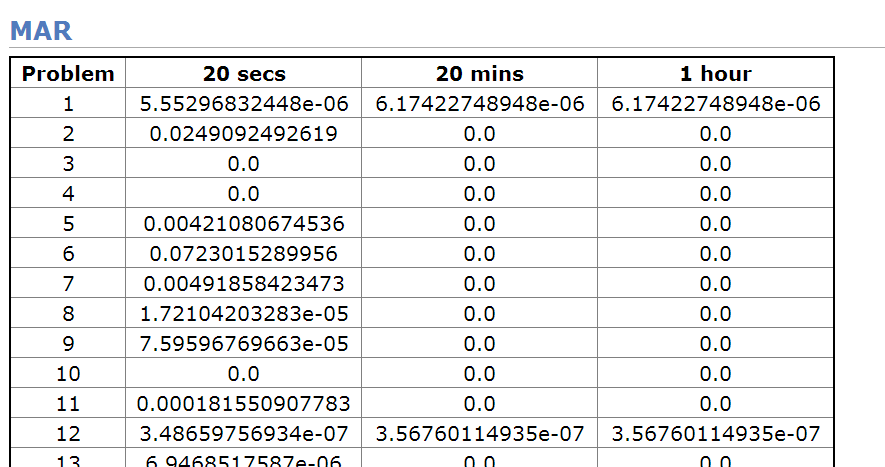 MAR
Problem 20 secs 20 mins 1 hour
1 5.55296832448e-06 6.17422748948e-06 6.17422748948e-06
2 0.0249092492619 0.0 0.0
3 0.0 0.0 0.0
4 0.0 0.0 0.0
5 0.00421080674536 0.0 0.0
6 0.0723015289956 0.0 0.0
7 0.00491858423473 0.0 0.0
8 1.72104203283e-05 0.0 0.0
9 7.59596769663e-05 0.0 0.0
10 0.0 0.0 0.0
11 0.000181550907783 0.0 0.0
12 3.48659756934e-07 3.56760114935e-07 3.56760114935e-07
13 6.9468517587e-06 0.0 0.0